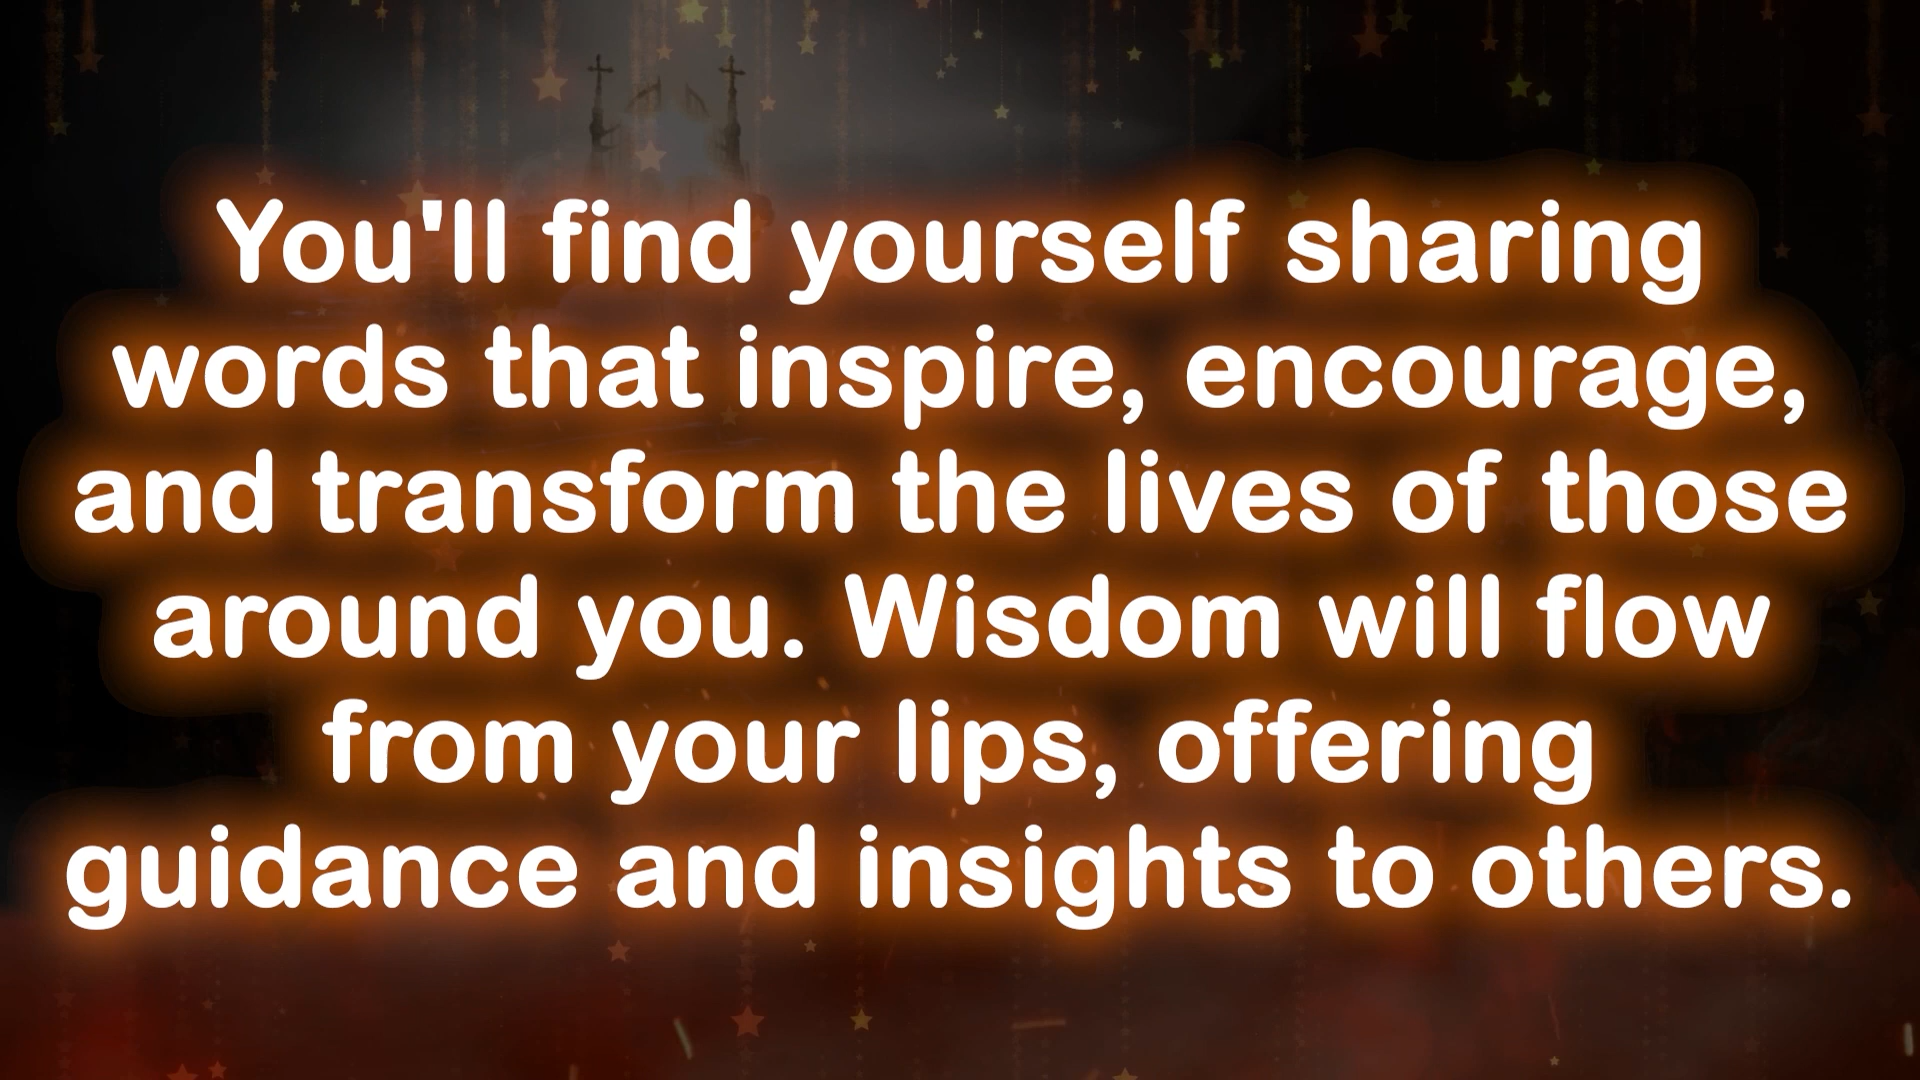 You'll find yourself sharing
words that inspire, encourage,
and transform the lives of those
around you. Wisdom will flow
from your lips, offering
guidance and insights to others.